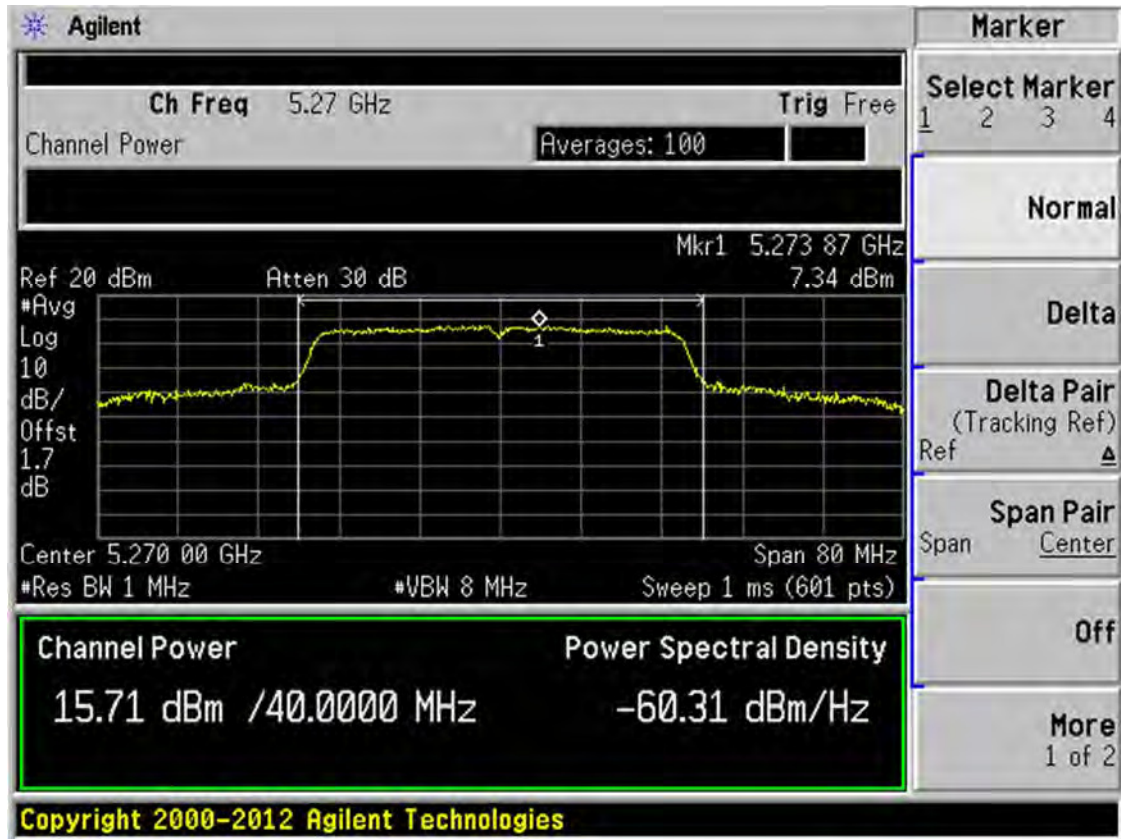 Agilent
Ch Freq 5.27 GHz Trig Free
Channel Power Averages: 100
Mkr1 5.273 87 GHz
Ref 20 dBm Atten 30 dB 7.34 dBm
#Avg
Log
10
dB/
Offst
1.7
dB
1
Center 5.270 00 GHz Span 80 MHz
#Res BW 1 MHz #VBW 8 MHz Sweep 1 ms (601 pts)
Channel Power Power Spectral Density
15.71 dBm /40.0000 MHz -60.31 dBm/Hz
Copyright 2000-2012 Agilent Technologies
Marker
Select Marker
1 2 3 4
Normal
Delta
Delta Pair
(Tracking Ref)
Ref Δ
Span Pair
Span Center
Off
More
1 of 2